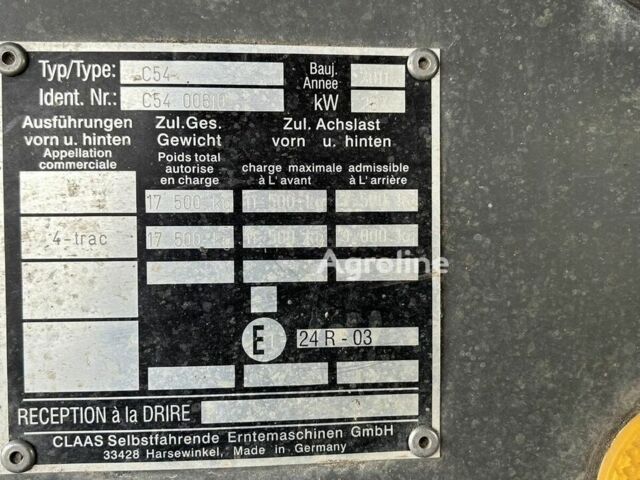 Typ/Type: C54
Bauj. Annee
Ident. Nr.: C54 00610
kW
Ausführungen vorn u. hinten
Appellation commerciale
Zul.Ges. Gewicht
Poids total autorise en charge
Zul. Achslast vorn u. hinten
charge maximale admissible
à L'avant à L'arrière
17 500 kg
4-trac 17 500 kg
E 24 R - 03
RECEPTION à la DRIRE
CLAAS Selbstfahrende Erntemaschinen GmbH
33428 Harsewinkel, Made in Germany
Agroline